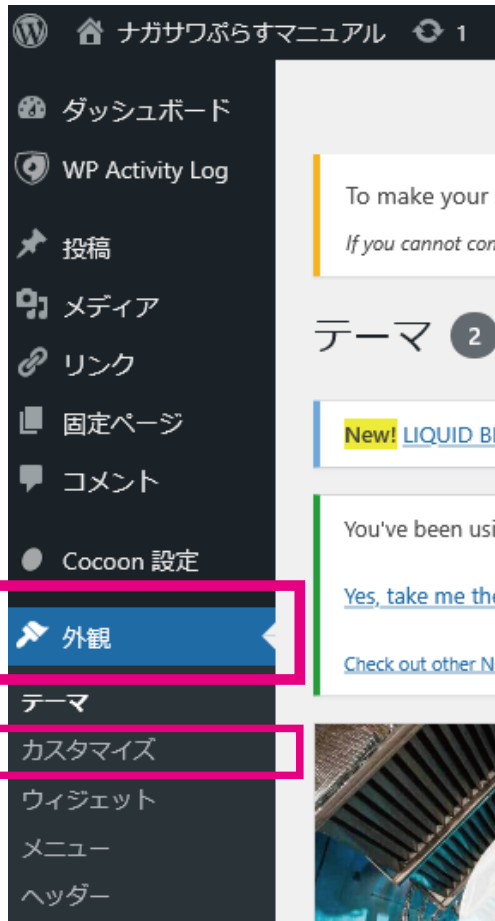 ナガサワぷらすマニュアル 1
ダッシュボード
WP Activity Log
投稿
メディア
リンク
固定ページ
コメント
Cocoon 設定
外観
テーマ
カスタマイズ
ウィジェット
メニュー
ヘッダー
To make your
If you cannot con
テーマ 2
New! LIQUID B
You've been usi
Yes, take me the
Check out other N